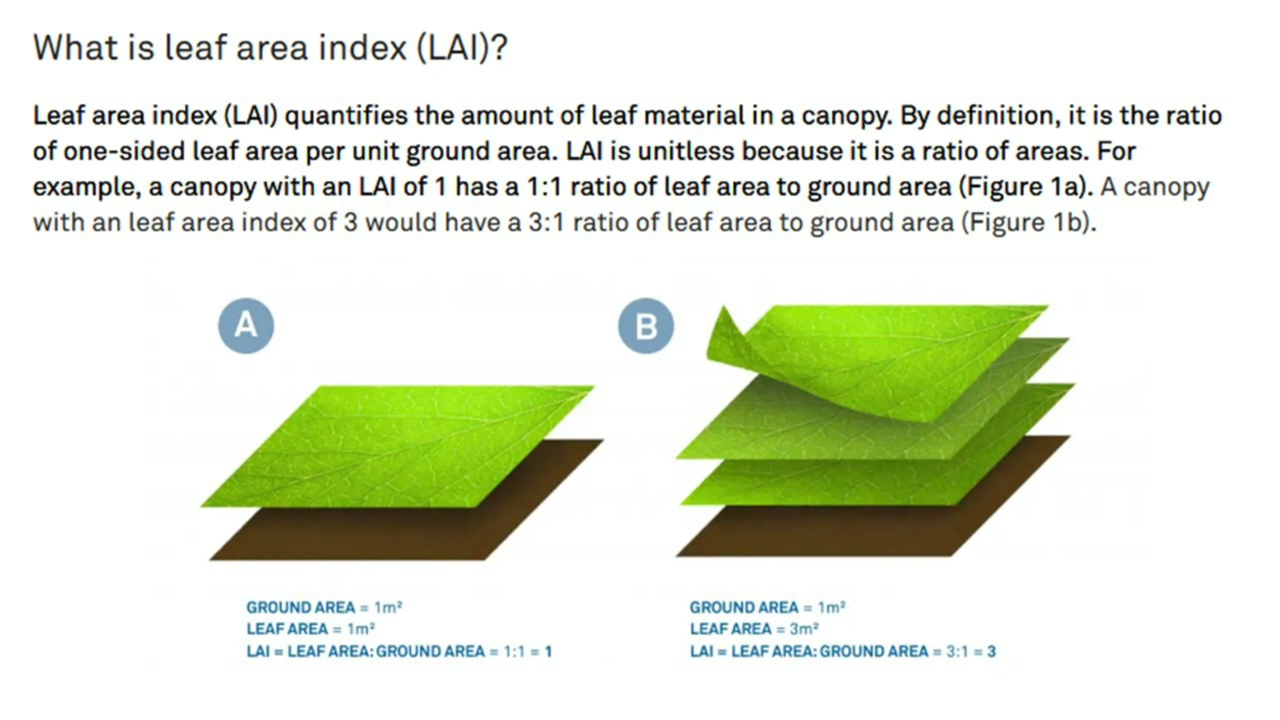 What is leaf area index (LAI)?
Leaf area index (LAI) quantifies the amount of leaf material in a canopy. By definition, it is the ratio
of one-sided leaf area per unit ground area. LAI is unitless because it is a ratio of areas. For
example, a canopy with an LAI of 1 has a 1:1 ratio of leaf area to ground area (Figure 1a). A canopy
with an leaf area index of 3 would have a 3:1 ratio of leaf area to ground area (Figure 1b).
A
B
GROUND AREA = 1m²
LEAF AREA = 1m²
LAI = LEAF AREA: GROUND AREA = 1:1 = 1
GROUND AREA = 1m²
LEAF AREA = 3m²
LAI = LEAF AREA: GROUND AREA = 3:1 = 3